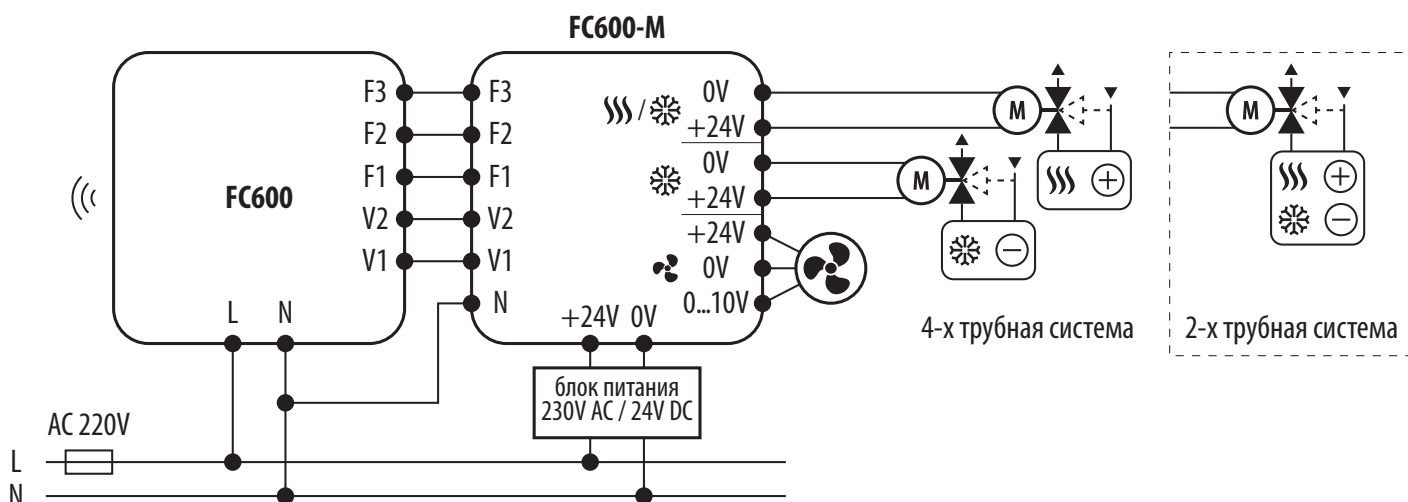 FC600-M
FC600
F3
F2
F1
V2
V1
L N
F3
F2
F1
V2
V1
N
/
0V
+24V
0V
+24V
+24V
0V
0...10V
+24V 0V
блок питания
230V AC / 24V DC
M
M
4-х трубная система
M
2-х трубная система
AC 220V
L
N